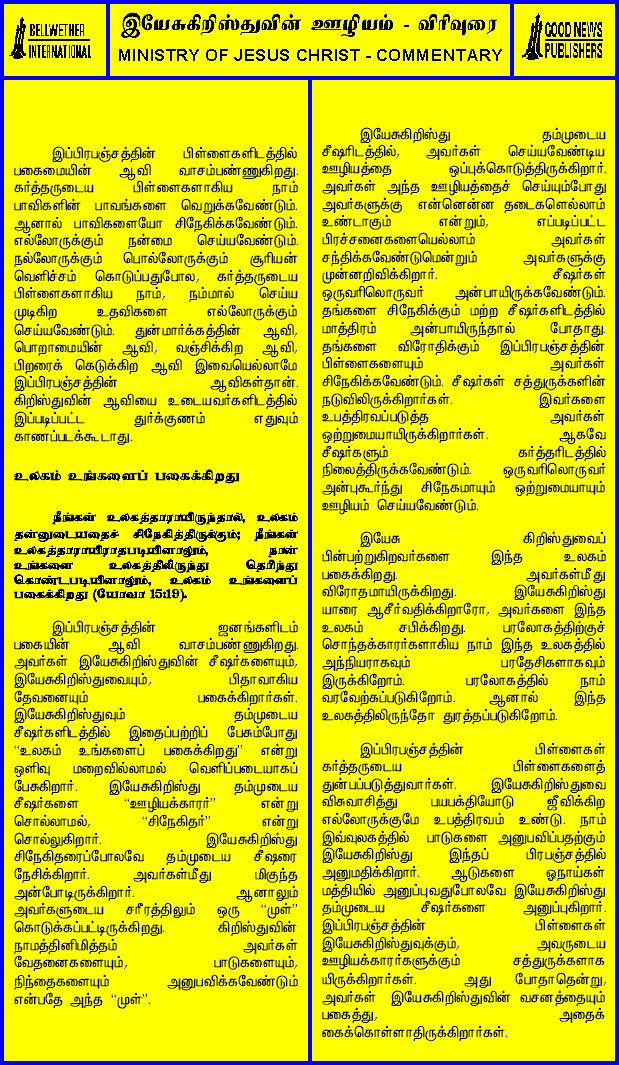 BELLWETHER
INTERNATIONAL
இயேசுகிறிஸ்துவின் ஊழியம் - விரிவுரை
MINISTRY OF JESUS CHRIST - COMMENTARY
GOOD NEWS
PUBLISHERS
இப்பிரபஞ்சத்தின் பிள்ளைகளிடத்தில்
பகைமையின் ஆவி வாசம்பண்ணுகிறது.
கர்த்தருடைய பிள்ளைகளாகிய நாம்
பாவிகளின் பாவங்களை வெறுக்கவேண்டும்.
ஆனால் பாவிகளையோ சிநேகிக்கவேண்டும்.
எல்லோருக்கும் நன்மை செய்யவேண்டும்.
நல்லோருக்கும் பொல்லோருக்கும் சூரியன்
வெளிச்சம் கொடுப்பதுபோல, கர்த்தருடைய
பிள்ளைகளாகிய நாம், நம்மால் செய்ய
முடிகிற உதவிகளை எல்லோருக்கும்
செய்யவேண்டும். துன்மார்க்கத்தின் ஆவி,
பொறாமையின் ஆவி, வஞ்சிக்கிற ஆவி,
பிறரைக் கெடுக்கிற ஆவி இவையெல்லாமே
இப்பிரபஞ்சத்தின் ஆவிகள்தான்.
கிறிஸ்துவின் ஆவியை உடையவர்களிடத்தில்
இப்படிப்பட்ட துர்க்குணம் எதுவும்
காணப்படக்கூடாது.
உலகம் உங்களைப் பகைக்கிறது
நீங்கள் உலகத்தாராயிருந்தால், உலகம்
தன்னுடையதைச் சிநேகித்திருக்கும்; நீங்கள்
உலகத்தாராயிராதபடியினாலும், நான்
உங்களை உலகத்திலிருந்து தெரிந்து
கொண்டபடியினாலும், உலகம் உங்களைப்
பகைக்கிறது (யோவா 15:19).
இப்பிரபஞ்சத்தின் ஜனங்களிடம்
பகையின் ஆவி வாசம்பண்ணுகிறது.
அவர்கள் இயேசுகிறிஸ்துவின் சீஷர்களையும்,
இயேசுகிறிஸ்துவையும், பிதாவாகிய
தேவனையும் பகைக்கிறார்கள்.
இயேசுகிறிஸ்துவும் தம்முடைய
சீஷர்களிடத்தில் இதைப்பற்றிப் பேசும்போது
“உலகம் உங்களைப் பகைக்கிறது” என்று
ஒளிவு மறைவில்லாமல் வெளிப்படையாகப்
பேசுகிறார். இயேசுகிறிஸ்து தம்முடைய
சீஷர்களை “ஊழியக்காரர்” என்று
சொல்லாமல், “சிநேகிதர்” என்று
சொல்லுகிறார். இயேசுகிறிஸ்து
சிநேகிதரைப்போலவே தம்முடைய சீஷரை
நேசிக்கிறார். அவர்கள்மீது மிகுந்த
அன்போடிருக்கிறார். ஆனாலும்
அவர்களுடைய சரீரத்திலும் ஒரு “முள்”
கொடுக்கப்பட்டிருக்கிறது. கிறிஸ்துவின்
நாமத்தினிமித்தம் அவர்கள்
வேதனைகளையும், பாடுகளையும்,
நிந்தைகளையும் அனுபவிக்கவேண்டும்
என்பதே அந்த “முள்”.
இயேசுகிறிஸ்து தம்முடைய
சீஷரிடத்தில், அவர்கள் செய்யவேண்டிய
ஊழியத்தை ஒப்புக்கொடுத்திருக்கிறார்.
அவர்கள் அந்த ஊழியத்தைச் செய்யும்போது
அவர்களுக்கு என்னென்ன தடைகளெல்லாம்
உண்டாகும் என்றும், எப்படிப்பட்ட
பிரச்சனைகளையெல்லாம் அவர்கள்
சந்திக்கவேண்டுமென்றும் அவர்களுக்கு
முன்னறிவிக்கிறார். சீஷர்கள்
ஒருவரிலொருவர் அன்பாயிருக்கவேண்டும்.
தங்களை சிநேகிக்கும் மற்ற சீஷர்களிடத்தில்
மாத்திரம் அன்பாயிருந்தால் போதாது.
தங்களை விரோதிக்கும் இப்பிரபஞ்சத்தின்
பிள்ளைகளையும் அவர்கள்
சிநேகிக்கவேண்டும். சீஷர்கள் சத்துருக்களின்
நடுவிலிருக்கிறார்கள். இவர்களை
உபத்திரவப்படுத்த அவர்கள்
ஒற்றுமையாயிருக்கிறார்கள். ஆகவே
சீஷர்களும் கர்த்தரிடத்தில்
நிலைத்திருக்கவேண்டும். ஒருவரிலொருவர்
அன்புகூர்ந்து சிநேகமாயும் ஒற்றுமையாயும்
ஊழியம் செய்யவேண்டும்.
இயேசு கிறிஸ்துவைப்
பின்பற்றுகிறவர்களை இந்த உலகம்
பகைக்கிறது. அவர்கள்மீது
விரோதமாயிருக்கிறது. இயேசுகிறிஸ்து
யாரை ஆசீர்வதிக்கிறாரோ, அவர்களை இந்த
உலகம் சபிக்கிறது. பரலோகத்திற்குச்
சொந்தக்காரர்களாகிய நாம் இந்த உலகத்தில்
அந்நியராகவும் பரதேசிகளாகவும்
இருக்கிறோம். பரலோகத்தில் நாம்
வரவேற்கப்படுகிறோம். ஆனால் இந்த
உலகத்திலிருந்தோ துரத்தப்படுகிறோம்.
இப்பிரபஞ்சத்தின் பிள்ளைகள்
கர்த்தருடைய பிள்ளைகளைத்
துன்பப்படுத்துவார்கள். இயேசுகிறிஸ்துவை
விசுவாசித்து பயபக்தியோடு ஜீவிக்கிற
எல்லோருக்குமே உபத்திரவம் உண்டு. நாம்
இவ்வுலகத்தில் பாடுகளை அனுபவிப்பதற்கும்
இயேசுகிறிஸ்து இந்தப் பிரபஞ்சத்தில்
அனுமதிக்கிறார். ஆடுகளை ஓநாய்கள்
மத்தியில் அனுப்புவதுபோலவே இயேசுகிறிஸ்து
தம்முடைய சீஷர்களை அனுப்புகிறார்.
இப்பிரபஞ்சத்தின் பிள்ளைகள்
இயேசுகிறிஸ்துவுக்கும், அவருடைய
ஊழியக்காரர்களுக்கும் சத்துருக்களாக
யிருக்கிறார்கள். அது போதாதென்று,
அவர்கள் இயேசுகிறிஸ்துவின் வசனத்தையும்
பகைத்து, அதைக்
கைக்கொள்ளாதிருக்கிறார்கள்.